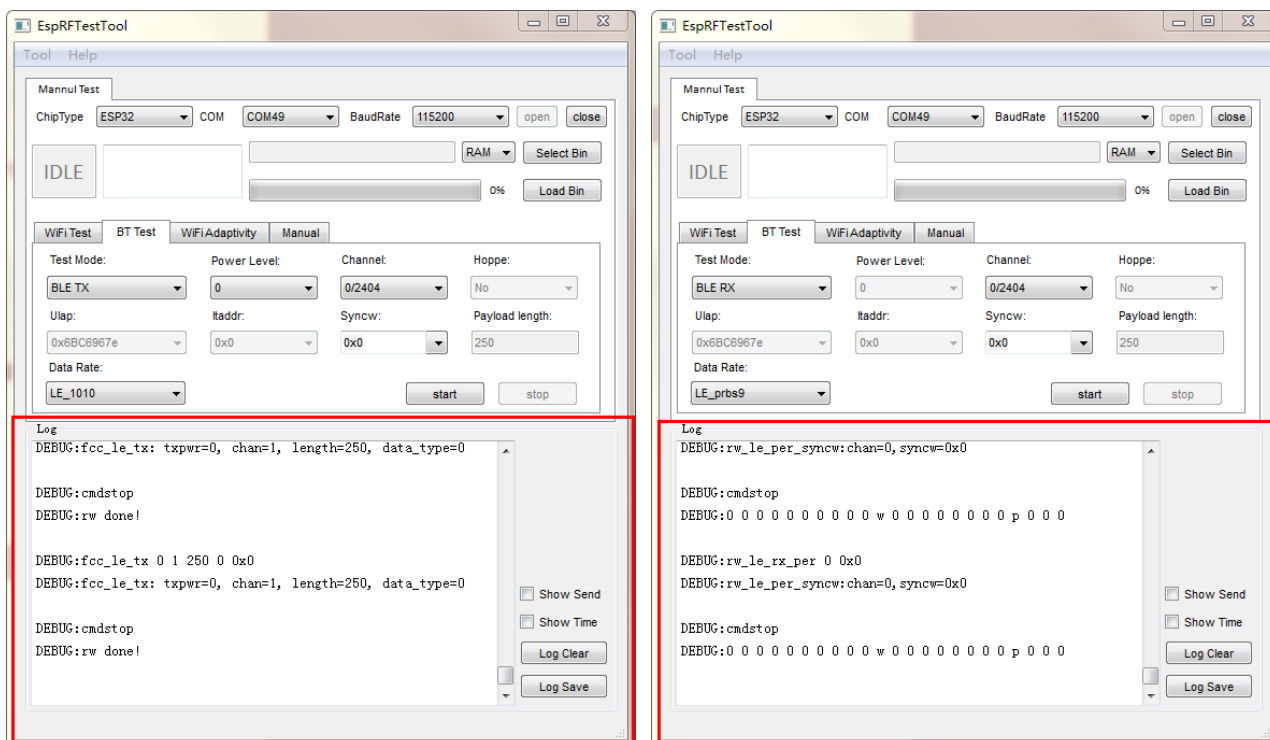 EspRFTestTool
Tool Help
Mannul Test
ChipType ESP32 COM COM49 BaudRate 115200 open close
RAM Select Bin
IDLE
0% Load Bin
WiFi Test BT Test WiFi Adaptivity Manual
Test Mode: Power Level: Channel: Hoppe:
BLE TX 0 0/2404 No
Ulap: ltaddr: Syncw: Payload length:
0x6BC6967e 0x0 0x0 250
Data Rate:
LE_1010 start stop
Log
DEBUG:fcc_le_tx: txpwr=0, chan=1, length=250, data_type=0
DEBUG:cmdstop
DEBUG:rw done!
DEBUG:fcc_le_tx 0 1 250 0 0x0
DEBUG:fcc_le_tx: txpwr=0, chan=1, length=250, data_type=0
Show Send
Show Time
DEBUG:cmdstop
DEBUG:rw done!
Log Clear
Log Save
EspRFTestTool
Tool Help
Mannul Test
ChipType ESP32 COM COM49 BaudRate 115200 open close
RAM Select Bin
IDLE
0% Load Bin
WiFi Test BT Test WiFi Adaptivity Manual
Test Mode: Power Level: Channel: Hoppe:
BLE RX 0 0/2404 No
Ulap: ltaddr: Syncw: Payload length:
0x6BC6967e 0x0 0x0 250
Data Rate:
LE_prbs9 start stop
Log
DEBUG:rw_le_per_syncw:chan=0,syncw=0x0
DEBUG:cmdstop
DEBUG:0 0 0 0 0 0 0 0 0 0 w 0 0 0 0 0 0 0 0 p 0 0 0
DEBUG:rw_le_rx_per 0 0x0
DEBUG:rw_le_per_syncw:chan=0,syncw=0x0
Show Send
Show Time
DEBUG:cmdstop
DEBUG:0 0 0 0 0 0 0 0 0 0 w 0 0 0 0 0 0 0 0 p 0 0 0
Log Clear
Log Save